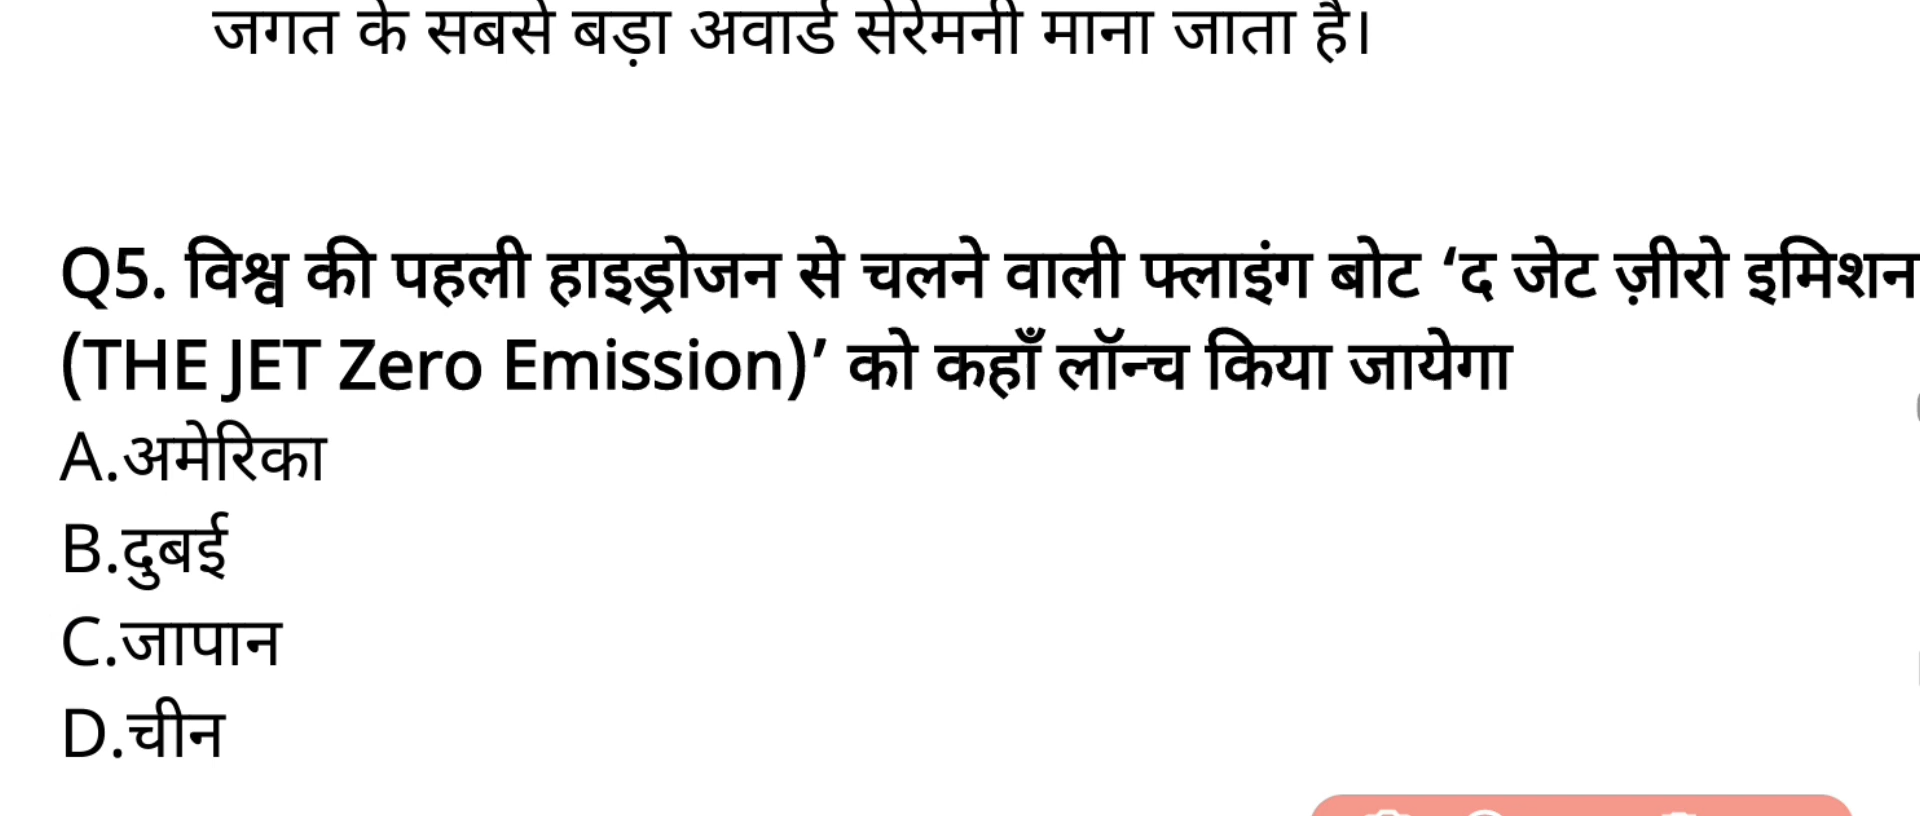 जगत के सबसे बड़ा अवार्ड सेरेमनी माना जाता है।
Q5. विश्व की पहली हाइड्रोजन से चलने वाली फ्लाइंग बोट ‘द जेट ज़ीरो इमिशन
(THE JET Zero Emission)’ को कहाँ लॉन्च किया जायेगा
A.अमेरिका
B.दुबई
C.जापान
D.चीन